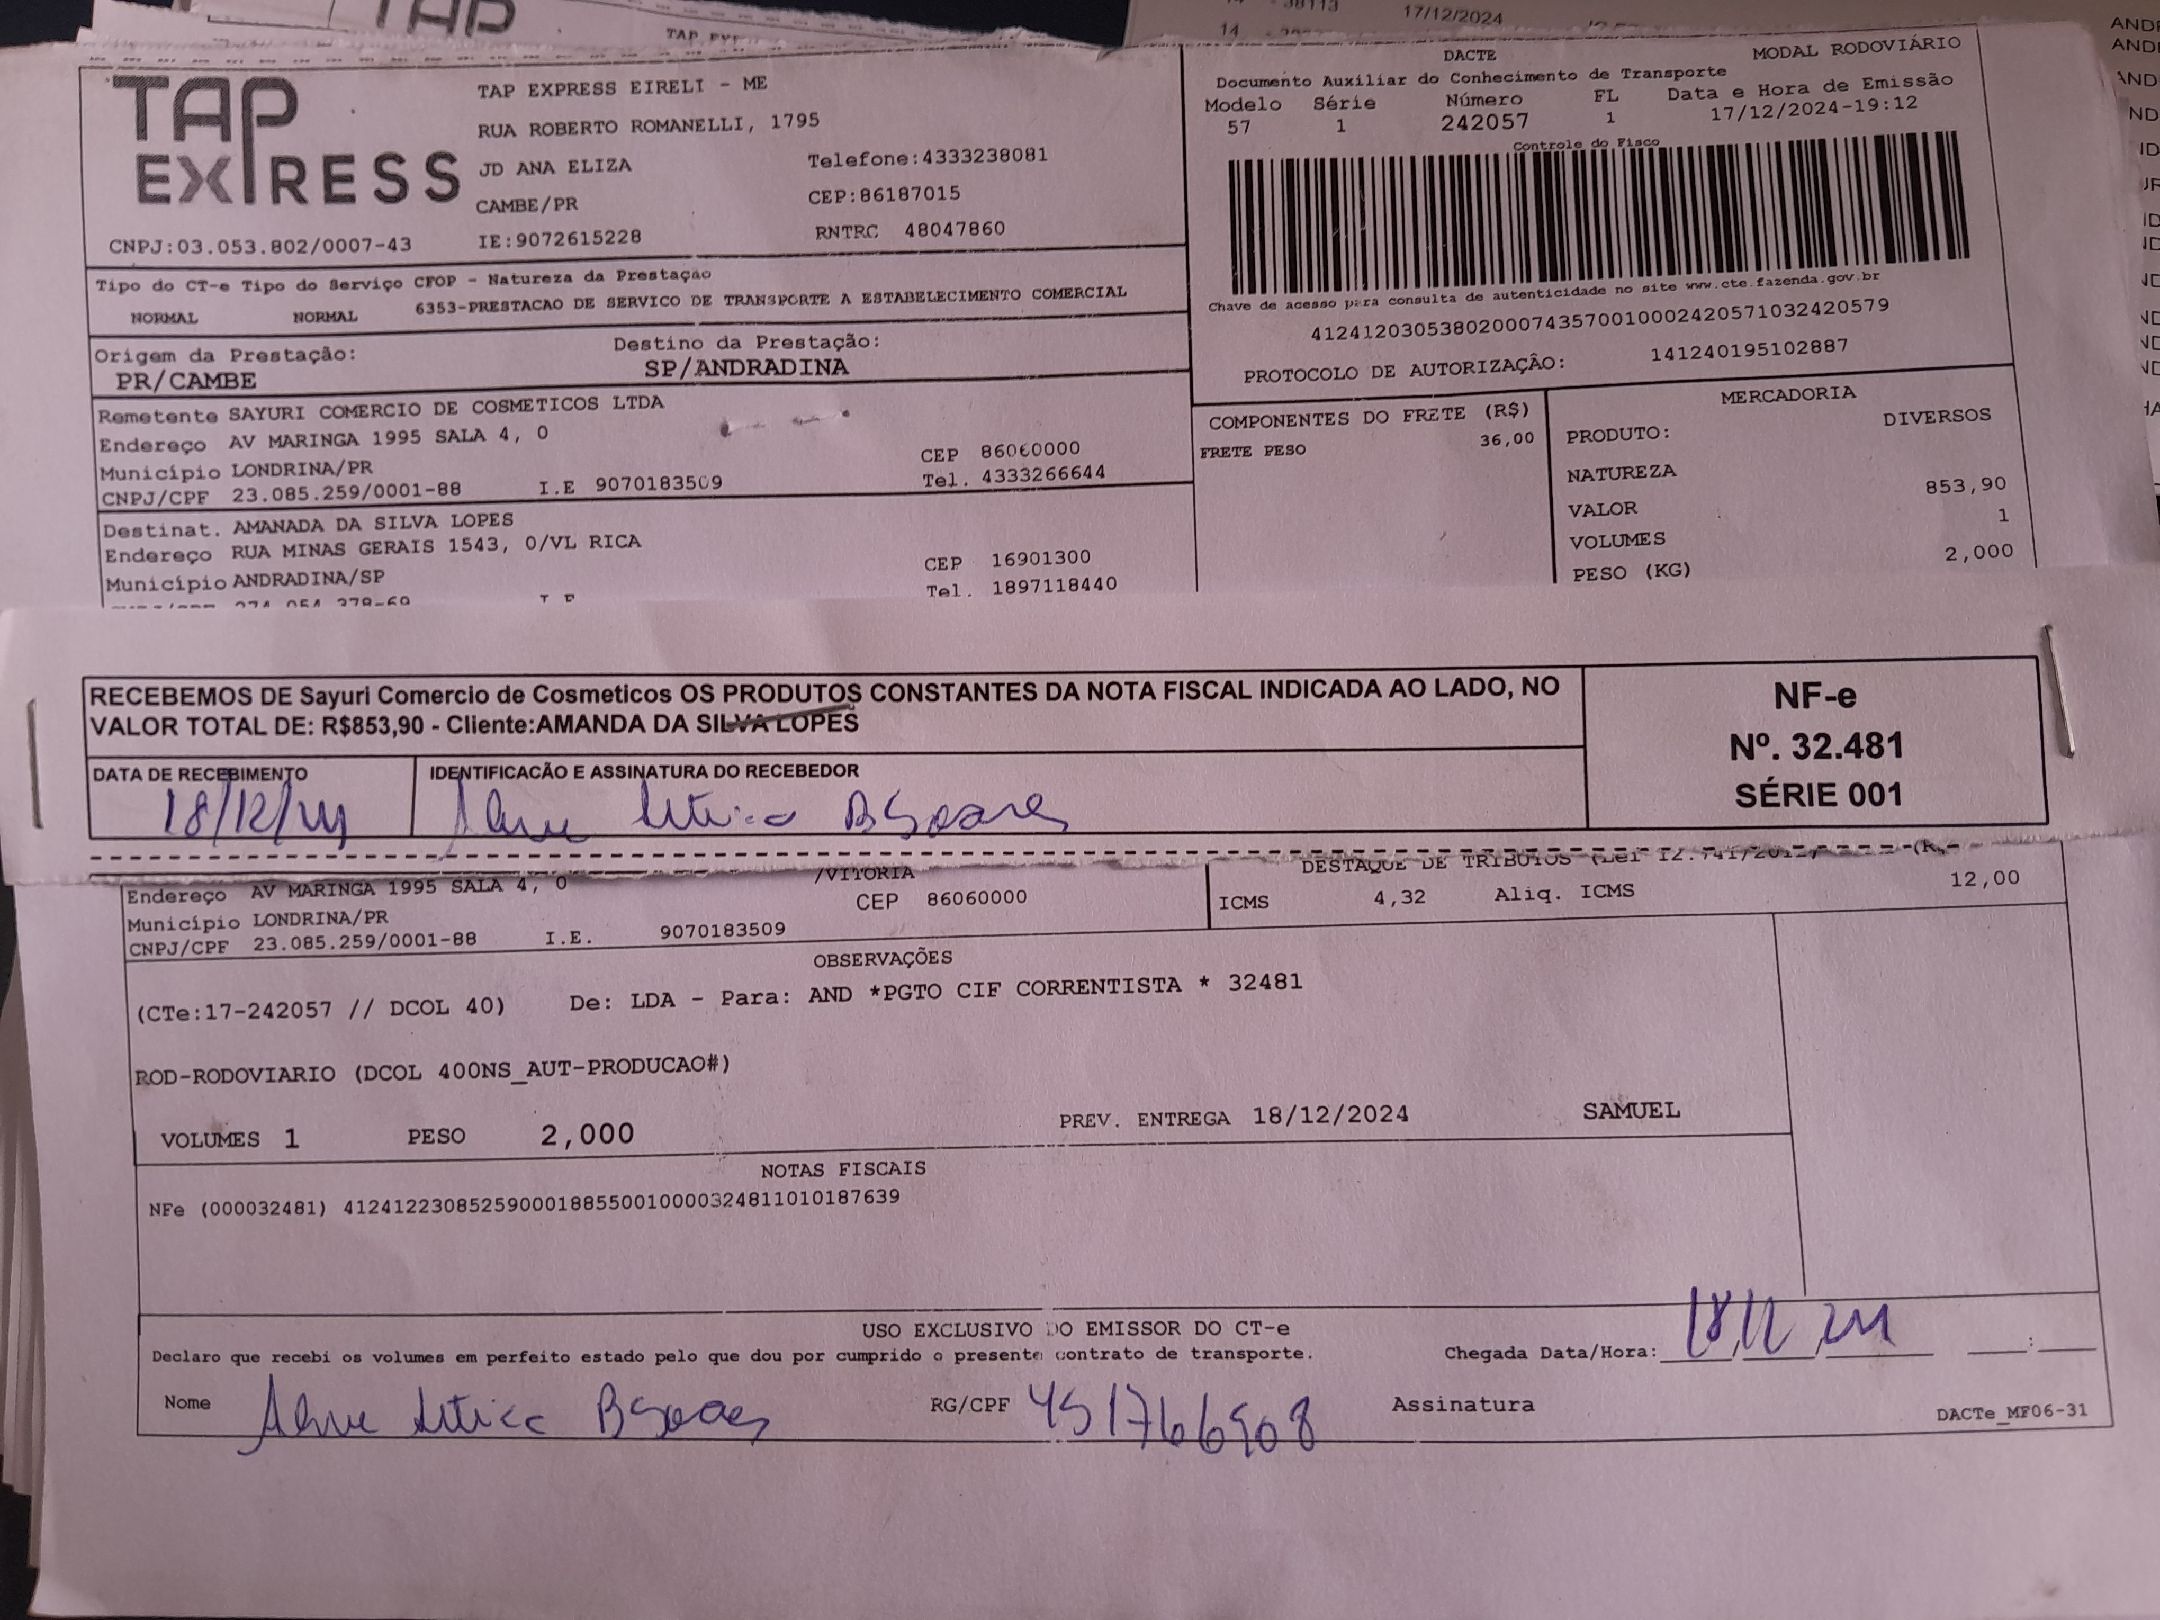 TAP
TAP
14
17/12/2024
TAP EXPRESS
TAP EXPRESS EIRELI - ME
RUA ROBERTO ROMANELLI, 1795
JD ANA ELIZA Telefone:4333238081
CAMBE/PR CEP:86187015
CNPJ:03.053.802/0007-43 IE:9072615228 RNTRC 48047860
DACTE MODAL RODOVIÁRIO
Documento Auxiliar do Conhecimento de Transporte
Modelo Série Número FL Data e Hora de Emissão
57 1 242057 1 17/12/2024-19:12
Controle do Fisco
Chave de acesso para consulta de autenticidade no site www.cte.fazenda.gov.br
41241203053802000743570010002420571032420579
PROTOCOLO DE AUTORIZAÇÃO: 141240195102887
Tipo do CT-e Tipo do Serviço CFOP - Natureza da Prestação
NORMAL NORMAL 6353-PRESTACAO DE SERVICO DE TRANSPORTE A ESTABELECIMENTO COMERCIAL
Origem da Prestação: Destino da Prestação:
PR/CAMBE SP/ANDRADINA
Remetente SAYURI COMERCIO DE COSMETICOS LTDA
Endereço AV MARINGA 1995 SALA 4, 0 CEP 86060000
Município LONDRINA/PR Tel. 4333266644
CNPJ/CPF 23.085.259/0001-88 I.E 9070183509
Destinat. AMANADA DA SILVA LOPES
Endereço RUA MINAS GERAIS 1543, 0/VL RICA CEP 16901300
Município ANDRADINA/SP Tel. 1897118440
COMPONENTES DO FRETE (R$)
FRETE PESO 36,00
MERCADORIA
PRODUTO: DIVERSOS
NATUREZA
VALOR 853,90
VOLUMES 1
PESO (KG) 2,000
RECEBEMOS DE Sayuri Comercio de Cosmeticos OS PRODUTOS CONSTANTES DA NOTA FISCAL INDICADA AO LADO, NO
VALOR TOTAL DE: R$853,90 - Cliente:AMANDA DA SILVA LOPES
DATA DE RECEBIMENTO IDENTIFICACÃO E ASSINATURA DO RECEBEDOR
18/12/24
NF-e
Nº. 32.481
SÉRIE 001
/VITORIA
Endereço AV MARINGA 1995 SALA 4, 0 CEP 86060000
Município LONDRINA/PR
CNPJ/CPF 23.085.259/0001-88 I.E. 9070183509
DESTAQUE DE TRIBUTOS
ICMS 4,32 Aliq. ICMS 12,00
OBSERVAÇÕES
(CTe:17-242057 // DCOL 40) De: LDA - Para: AND *PGTO CIF CORRENTISTA * 32481
ROD-RODOVIARIO (DCOL 400NS_AUT-PRODUCAO#)
VOLUMES 1 PESO 2,000 PREV. ENTREGA 18/12/2024 SAMUEL
NOTAS FISCAIS
NFe (000032481) 41241223085259000188550010000324811010187639
USO EXCLUSIVO DO EMISSOR DO CT-e
Declaro que recebi os volumes em perfeito estado pelo que dou por cumprido o presente contrato de transporte. Chegada Data/Hora: 18/12/24 :
Nome RG/CPF Assinatura
DACTe_MF06-31